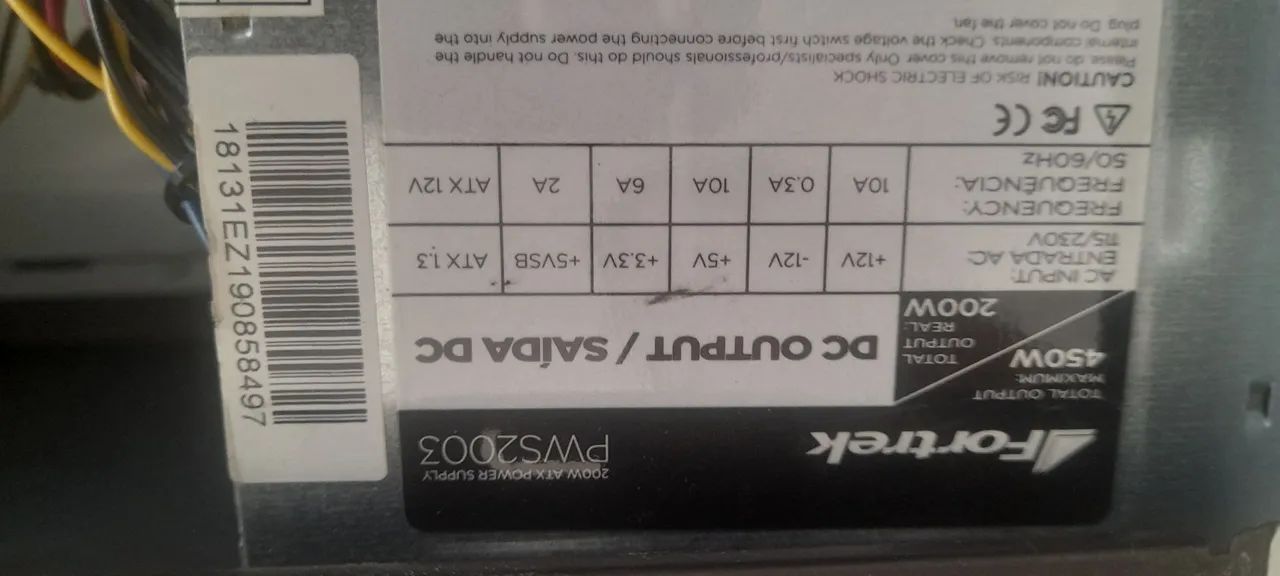 Fortrek
200W ATX POWER SUPPLY
PWS2003
TOTAL OUTPUT
MAXIMUM:
450W
TOTAL
OUTPUT
REAL:
200W
DC OUTPUT / SAÍDA DC
AC INPUT:
ENTRADA AC:
115/230V
+12V
-12V
+5V
+3.3V
+5VSB
ATX 1.3
FREQUENCY:
FREQUÊNCIA:
50/60Hz
10A
0.3A
10A
6A
2A
ATX 12V
FC CE
CAUTION! RISK OF ELECTRIC SHOCK
Please, do not remove this cover. Only specialists/professionals should do this. Do not handle the
internal components. Check the voltage switch first before connecting the power supply into the
plug. Do not cover the fan.
18131EZ190858497